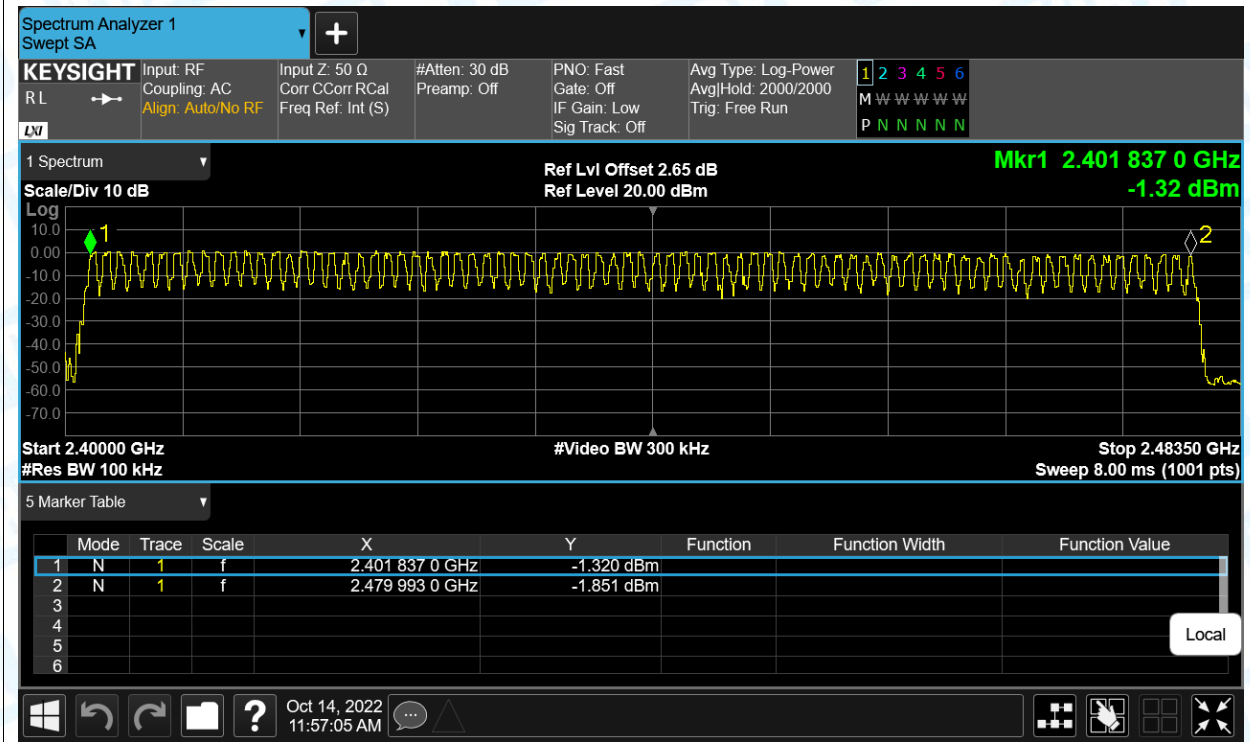 Spectrum Analyzer 1
Swept SA
+
KEYSIGHT
R L
LXI
Input: RF
Coupling: AC
Align: Auto/No RF
Input Z: 50 Ω
Corr CCorr RCal
Freq Ref: Int (S)
#Atten: 30 dB
Preamp: Off
PNO: Fast
Gate: Off
IF Gain: Low
Sig Track: Off
Avg Type: Log-Power
Avg|Hold: 2000/2000
Trig: Free Run
1 2 3 4 5 6
M W W W W W
P N N N N N
1 Spectrum
Scale/Div 10 dB
Ref Lvl Offset 2.65 dB
Ref Level 20.00 dBm
Mkr1 2.401 837 0 GHz
-1.32 dBm
Log
10.0
0.00
-10.0
-20.0
-30.0
-40.0
-50.0
-60.0
-70.0
1
2
Start 2.40000 GHz
#Res BW 100 kHz
#Video BW 300 kHz
Stop 2.48350 GHz
Sweep 8.00 ms (1001 pts)
5 Marker Table
Mode Trace Scale X Y Function Function Width Function Value
1 N 1 f 2.401 837 0 GHz -1.320 dBm
2 N 1 f 2.479 993 0 GHz -1.851 dBm
3
4
5
6
Local
?
Oct 14, 2022
11:57:05 AM